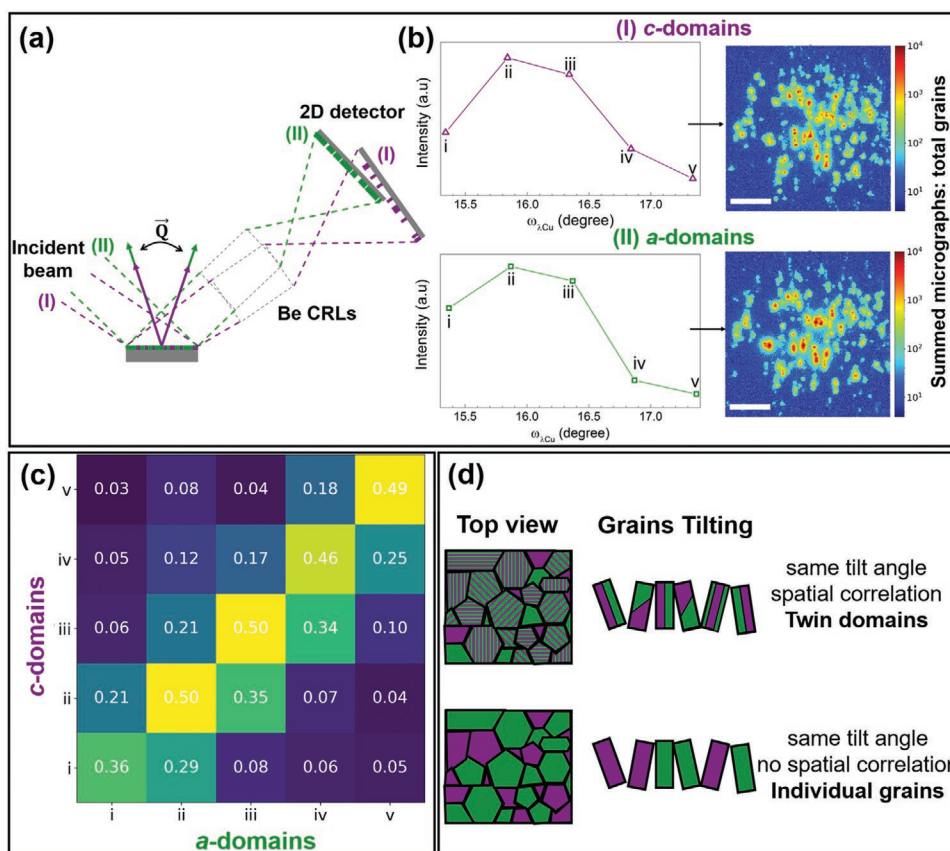 (a)
2D detector
(II)
(I)
Q
(II)
Incident
beam
(I)
Be CRLs
(b)
(I) c-domains
Intensity (a.u)
i
ii
iii
iv
v
15.5 16.0 16.5 17.0
ωλCu (degree)
10⁴
10³
10²
10¹
(II) a-domains
Intensity (a.u)
i
ii
iii
iv
v
15.5 16.0 16.5 17.0
ωλCu (degree)
10⁴
10³
10²
10¹
Summed micrographs: total grains
(c)
c-domains
v 0.03 0.08 0.04 0.18 0.49
iv 0.05 0.12 0.17 0.46 0.25
iii 0.06 0.21 0.50 0.34 0.10
ii 0.21 0.50 0.35 0.07 0.04
i 0.36 0.29 0.08 0.06 0.05
i ii iii iv v
a-domains
(d)
Top view Grains Tilting
same tilt angle
spatial correlation
Twin domains
same tilt angle
no spatial correlation
Individual grains